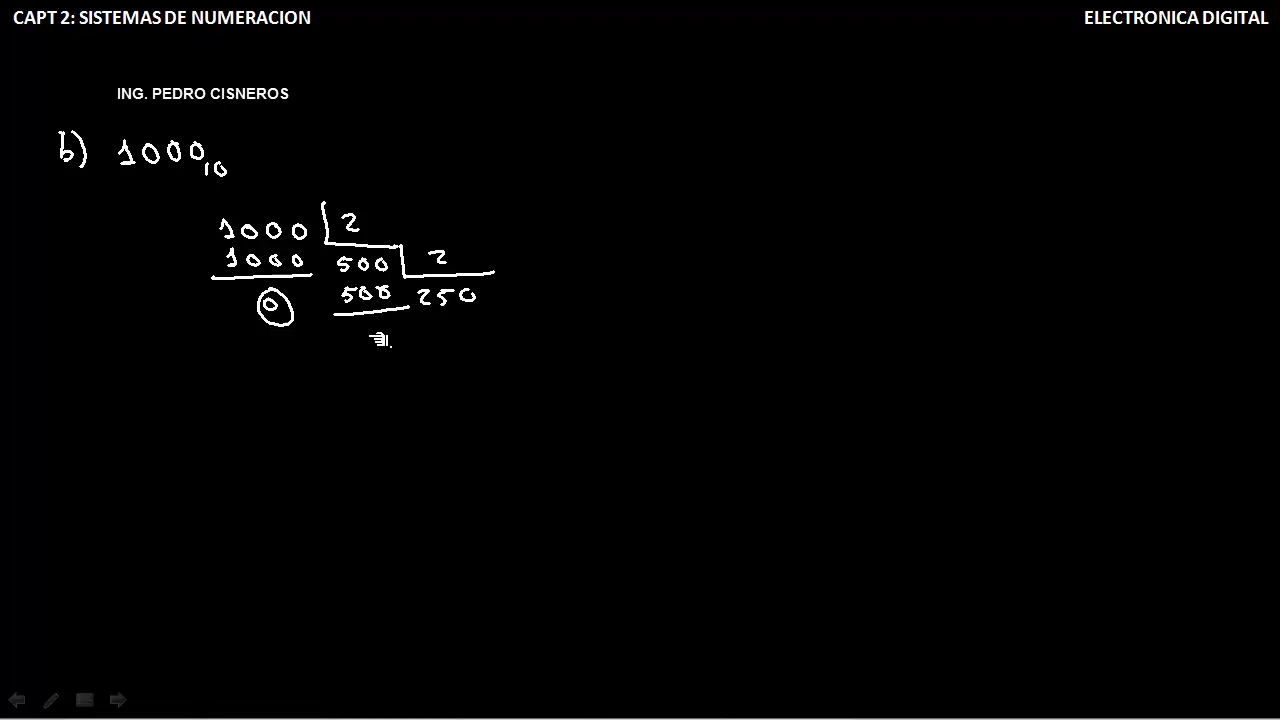 CAPT 2: SISTEMAS DE NUMERACION
ELECTRONICA DIGITAL
ING. PEDRO CISNEROS
b) 1000₁₀
1000 2
1000 500 2
0 500 250